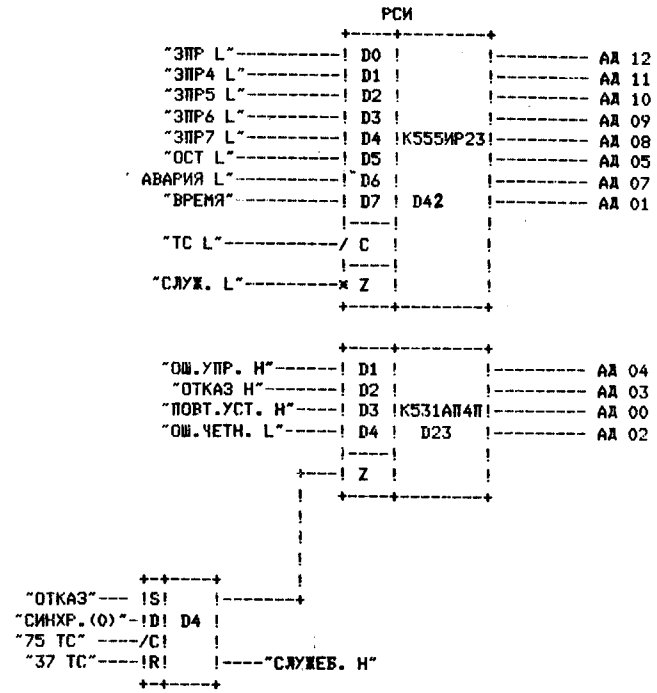 РСИ
"ЗПР L" D0 АД 12
"ЗПР4 L" D1 АД 11
"ЗПР5 L" D2 АД 10
"ЗПР6 L" D3 АД 09
"ЗПР7 L" D4 К555ИР23 АД 08
"ОСТ L" D5 АД 05
АВАРИЯ L" D6 АД 07
"ВРЕМЯ" D7 D42 АД 01
"ТС L" C
"СЛУЖ. L" Z
"ОШ.УПР. H" D1 АД 04
"ОТКАЗ H" D2 АД 03
"ПОВТ.УСТ. H" D3 К531АП4П АД 00
"ОШ.ЧЕТН. L" D4 D23 АД 02
Z
"ОТКАЗ" S
"СИНХР.(0)" D D4
"75 ТС" C
"37 ТС" R "СЛУЖЕБ. H"